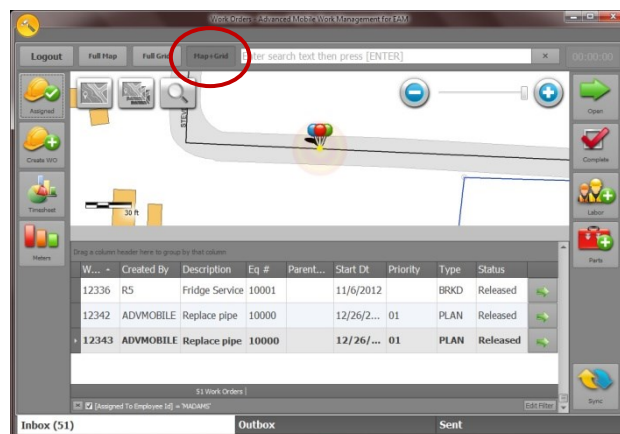 Work Orders - Advanced Mobile Work Management for EAM
Logout
Full Map
Full Grid
Map+Grid
Enter search text then press [ENTER]
00:00:00
Assigned
Create WO
Timesheet
Meters
30 ft
Open
Complete
Labor
Parts
Sync
Drag a column header here to group by that column
W... Created By Description Eq # Parent... Start Dt Priority Type Status
12336 R5 Fridge Service 10001 11/6/2012 BRKD Released
12342 ADVMOBILE Replace pipe 10000 12/26/2... 01 PLAN Released
12343 ADVMOBILE Replace pipe 10000 12/26/... 01 PLAN Released
51 Work Orders
[Assigned To Employee Id] = 'MADAMS'
Edit Filter
Inbox (51) Outbox Sent